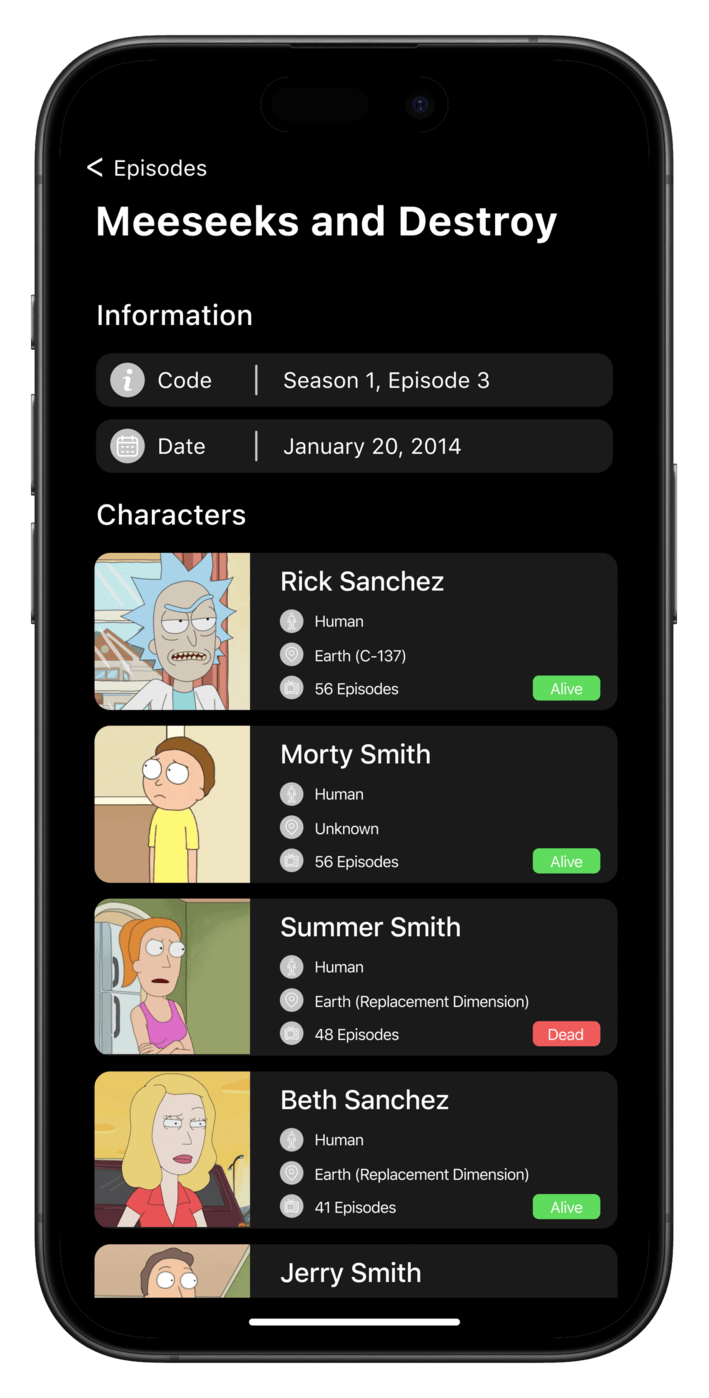 < Episodes
Meeseeks and Destroy
Information
Code | Season 1, Episode 3
Date | January 20, 2014
Characters
Rick Sanchez
Human
Earth (C-137)
56 Episodes Alive
Morty Smith
Human
Unknown
56 Episodes Alive
Summer Smith
Human
Earth (Replacement Dimension)
48 Episodes Dead
Beth Sanchez
Human
Earth (Replacement Dimension)
41 Episodes Alive
Jerry Smith